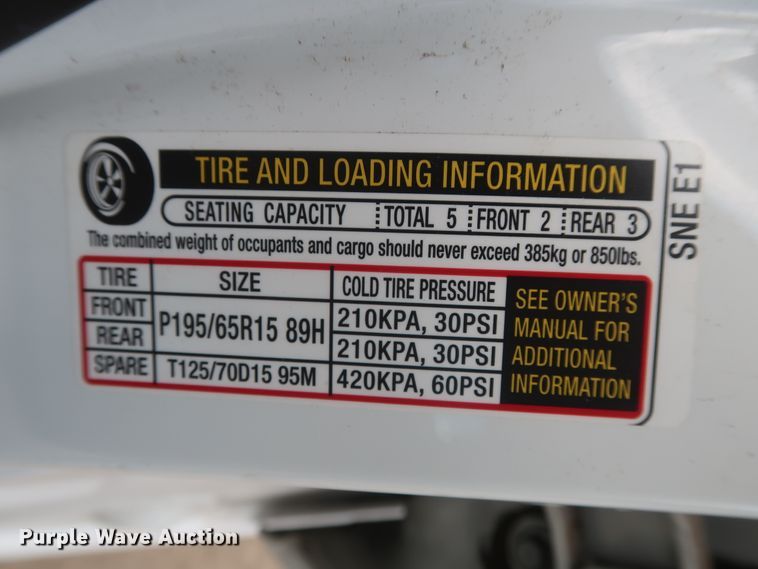 TIRE AND LOADING INFORMATION
SEATING CAPACITY TOTAL 5 FRONT 2 REAR 3
The combined weight of occupants and cargo should never exceed 385kg or 850lbs.
TIRE SIZE COLD TIRE PRESSURE
FRONT P195/65R15 89H 210KPA, 30PSI
REAR 210KPA, 30PSI
SPARE T125/70D15 95M 420KPA, 60PSI
SEE OWNER'S
MANUAL FOR
ADDITIONAL
INFORMATION
SNE E1
Purple Wave Auction